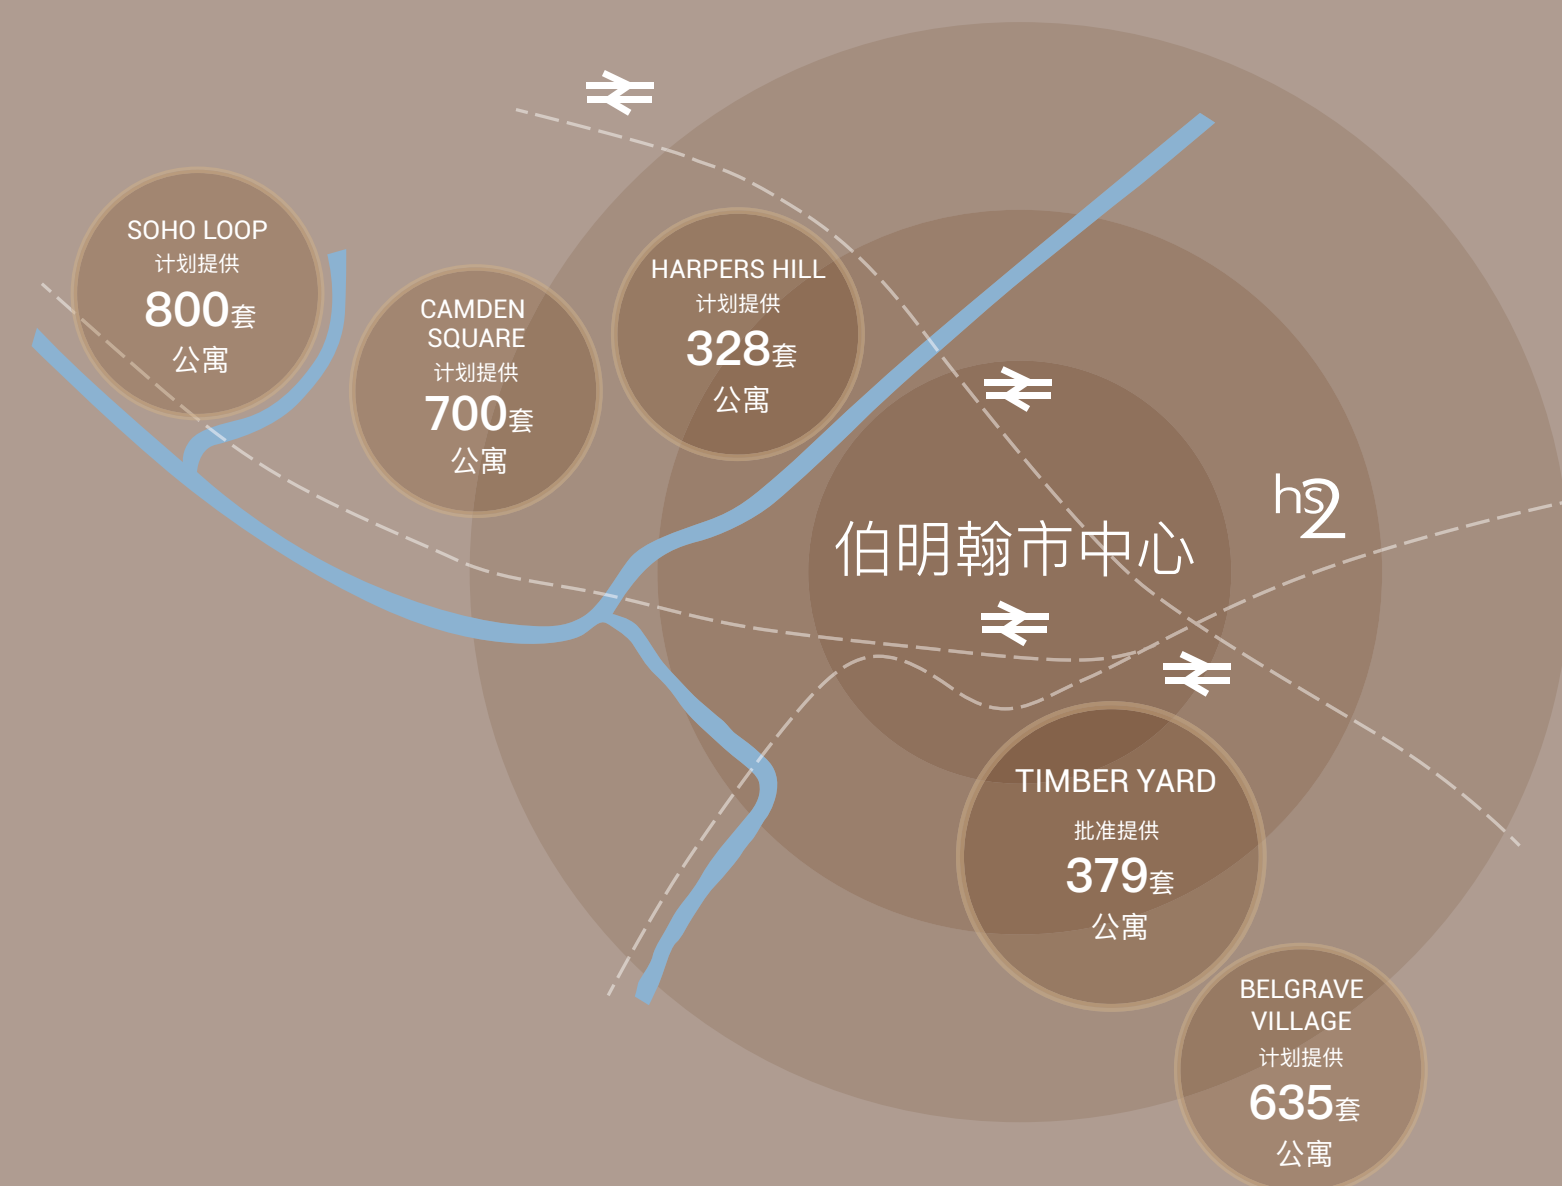 SOHO LOOP
计划提供
800套
公寓
CAMDEN
SQUARE
计划提供
700套
公寓
HARPERS HILL
计划提供
328套
公寓
伯明翰市中心
hs2
TIMBER YARD
批准提供
379套
公寓
BELGRAVE
VILLAGE
计划提供
635套
公寓